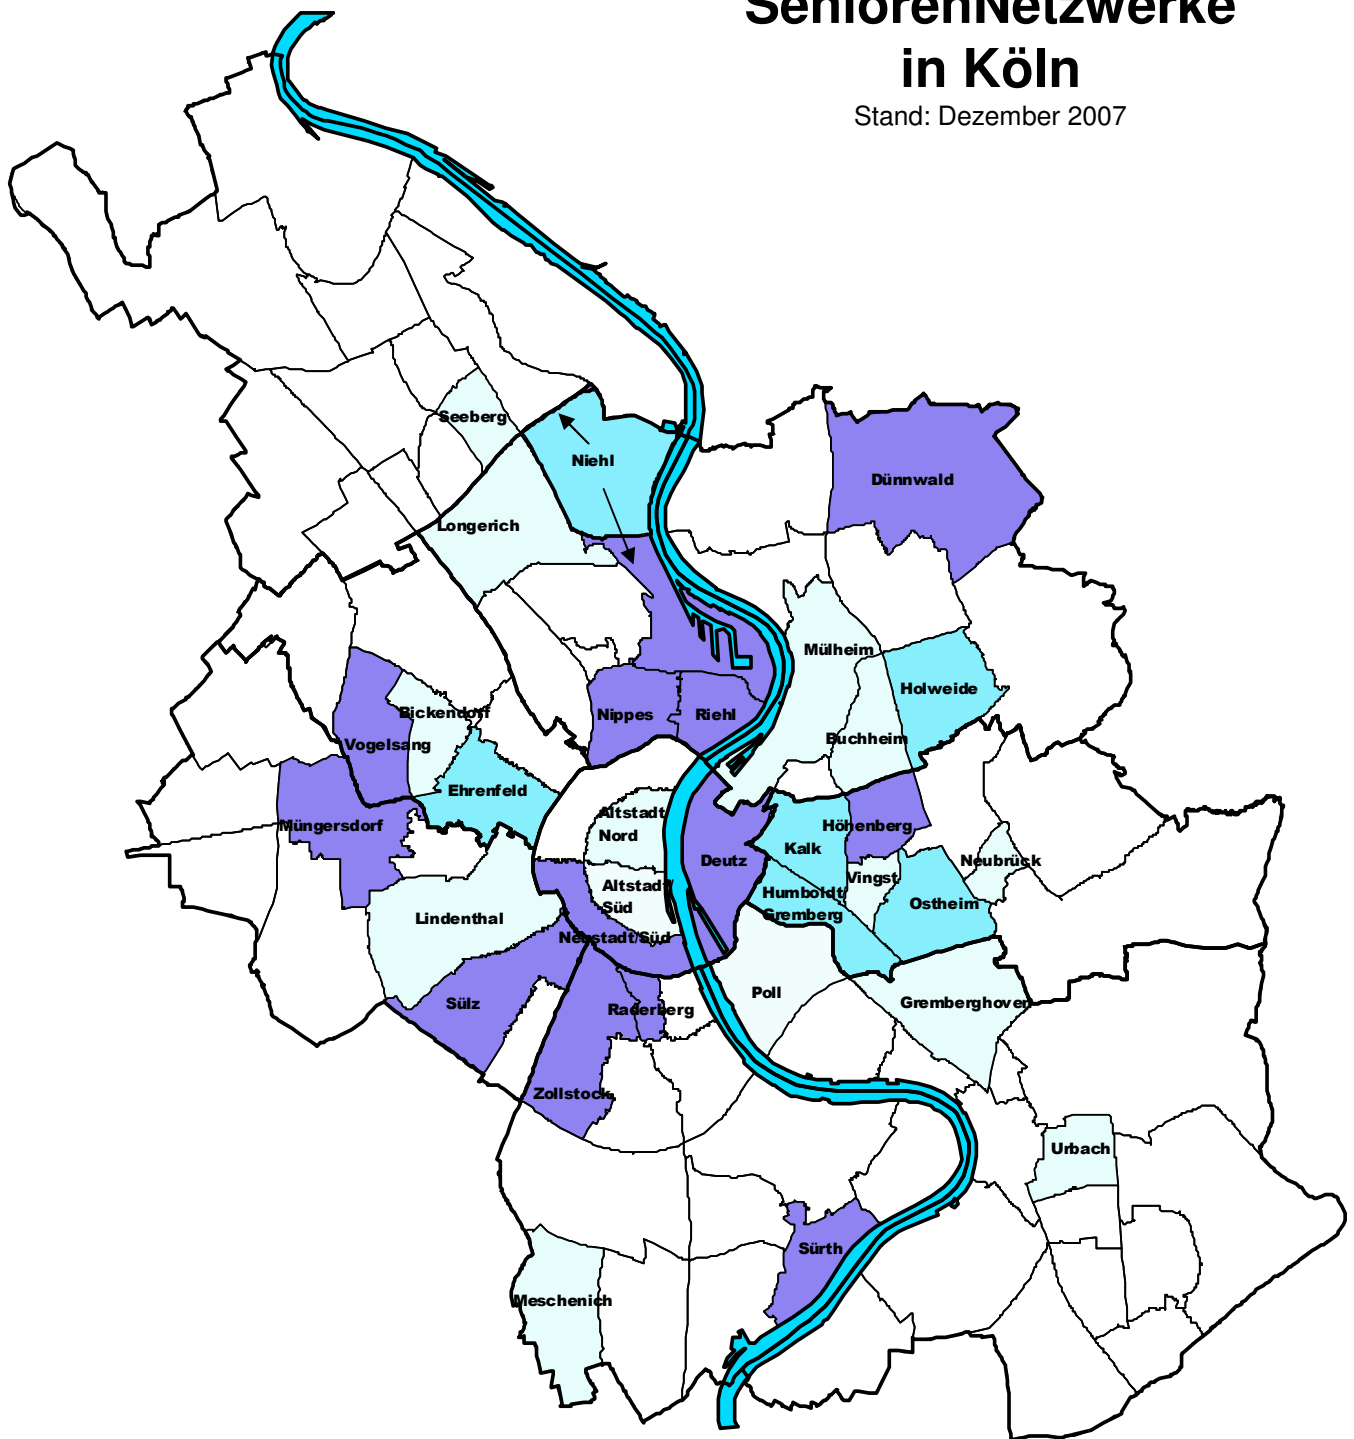 SeniorenNetzwerke
in Köln
Stand: Dezember 2007
Seeberg
Niehl
Dünnwald
Longerich
Mülheim
Holweide
Bickendorf
Nippes
Riehl
Vogelsang
Buchheim
Ehrenfeld
Altstadt
Nord
Müngersdorf
Höhenberg
Kalk
Deutz
Neubrück
Vingst
Altstadt
Süd
Humboldt
Gremberg
Ostheim
Lindenthal
Neustadt/Süd
Poll
Sülz
Raderberg
Gremberghoven
Zollstock
Urbach
Sürth
Meschenich